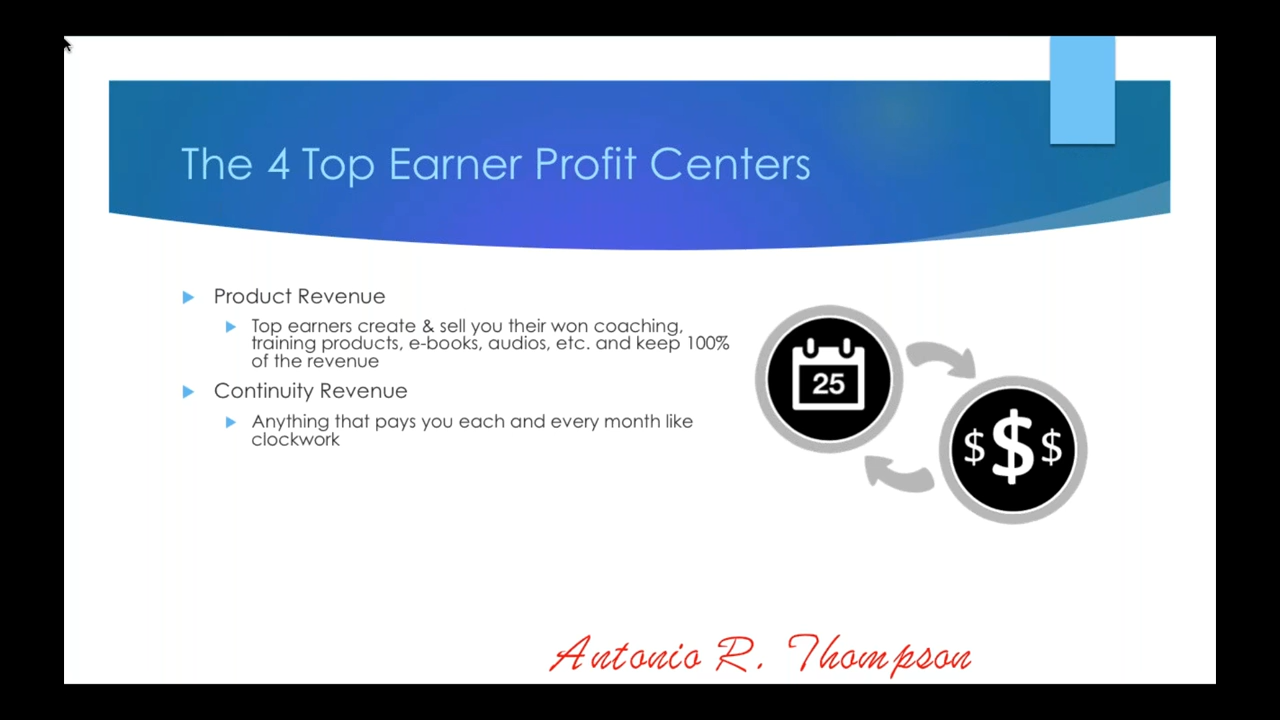 The 4 Top Earner Profit Centers
Product Revenue
Top earners create & sell you their won coaching,
training products, e-books, audios, etc. and keep 100%
of the revenue
Continuity Revenue
Anything that pays you each and every month like
clockwork
25
$ $ $
Antonio R. Thompson